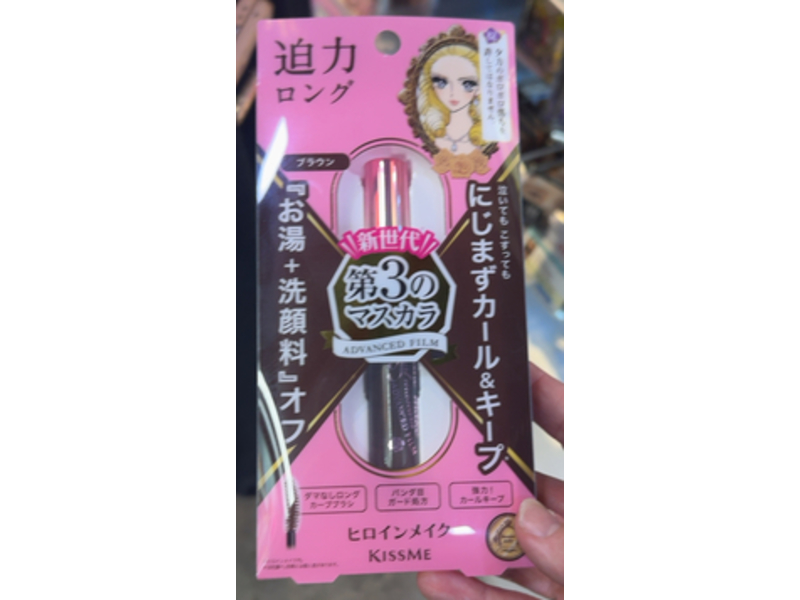 迫力
ロング
ブラウン
泣いても こすっても
にじまずカール&キープ
『お湯+洗顔料』オフ
新世代
第3の
マスカラ
ADVANCED FILM
ダマなしロング
カーブブラシ
パンダ目
ガード処方
強力!
カールキープ
ヒロインメイク
KISSME